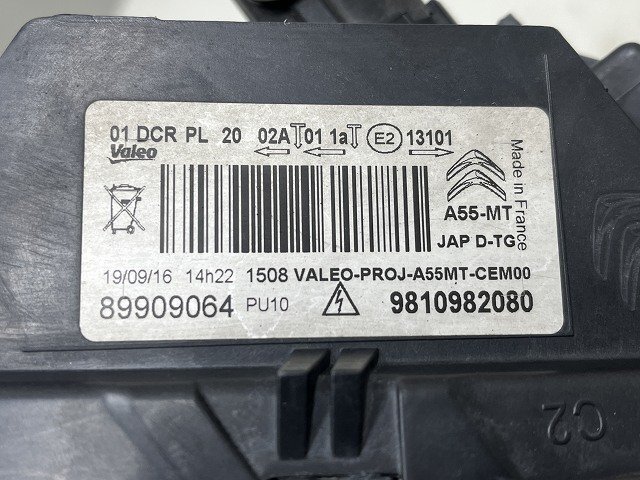 01 DCR PL 20 02A 01 1a E2 13101
Valeo
Made in France
A55-MT
JAP D-TG
19/09/16 14h22 1508 VALEO-PROJ-A55MT-CEM00
89909064 PU10 9810982080
C2